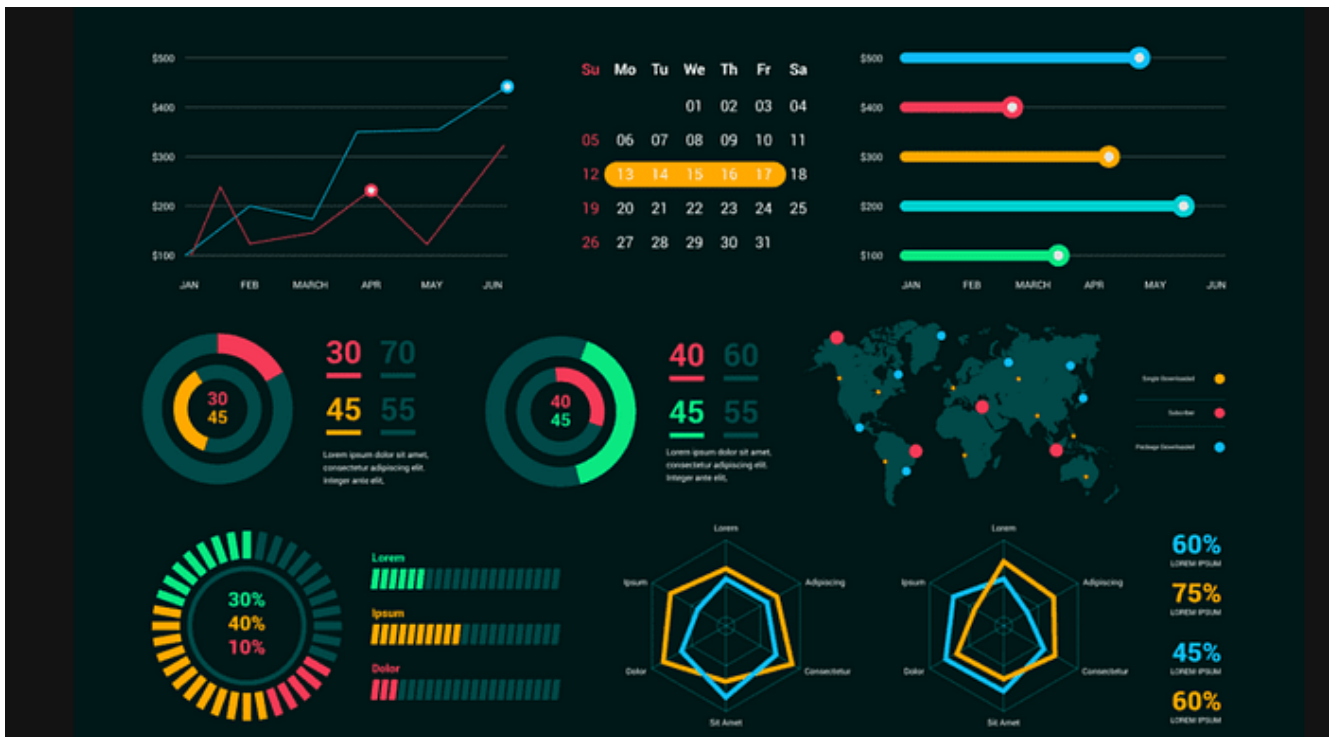 $500
$400
$300
$200
$100
JAN FEB MARCH APR MAY JUN
Su Mo Tu We Th Fr Sa
01 02 03 04
05 06 07 08 09 10 11
12 13 14 15 16 17 18
19 20 21 22 23 24 25
26 27 28 29 30 31
$500
$400
$300
$200
$100
JAN FEB MARCH APR MAY JUN
30
45
30 70
45 55
Lorem ipsum dolor sit amet,
consectetur adipiscing elit.
Integer ante elit,
40
45
40 60
45 55
Lorem ipsum dolor sit amet,
consectetur adipiscing elit.
Integer ante elit,
Single Downloaded
Subscriber
Package Downloaded
30%
40%
10%
Lorem
Ipsum
Dolor
Lorem
Ipsum Adipiscing
Dolor Consectetur
Sit Amet
Lorem
Ipsum Adipiscing
Dolor Consectetur
Sit Amet
60%
LOREM IPSUM
75%
LOREM IPSUM
45%
LOREM IPSUM
60%
LOREM IPSUM